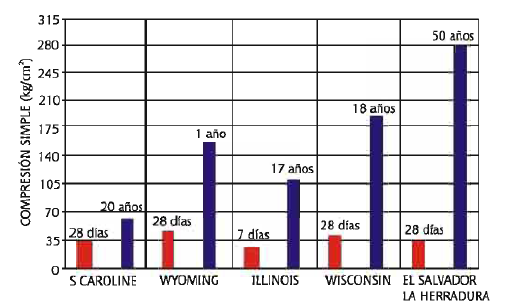 COMPRESIÓN SIMPLE (kg/cm²)
315
280
245
210
175
140
105
70
35
0
28 días
20 años
28 días
1 año
7 días
17 años
28 días
18 años
28 días
50 años
S CAROLINE
WYOMING
ILLINOIS
WISCONSIN
EL SALVADOR
LA HERRADURA